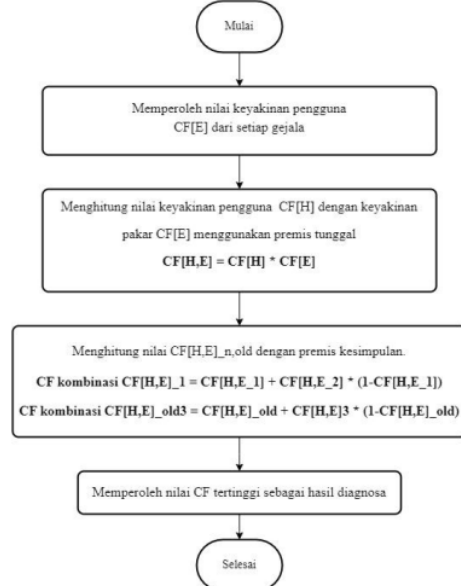 Mulai
Memperoleh nilai keyakinan pengguna
CF[E] dari setiap gejala
Menghitung nilai keyakinan pengguna CF[H] dengan keyakinan
pakar CF[E] menggunakan premis tunggal
CF[H,E] = CF[H] * CF[E]
Menghitung nilai CF[H,E]_n,old dengan premis kesimpulan.
CF kombinasi CF[H,E]_1 = CF[H,E_1] + CF[H,E_2] * (1-CF[H,E_1])
CF kombinasi CF[H,E]_old3 = CF[H,E]_old + CF[H,E]3 * (1-CF[H,E]_old)
Memperoleh nilai CF tertinggi sebagai hasil diagnosa
Selesai